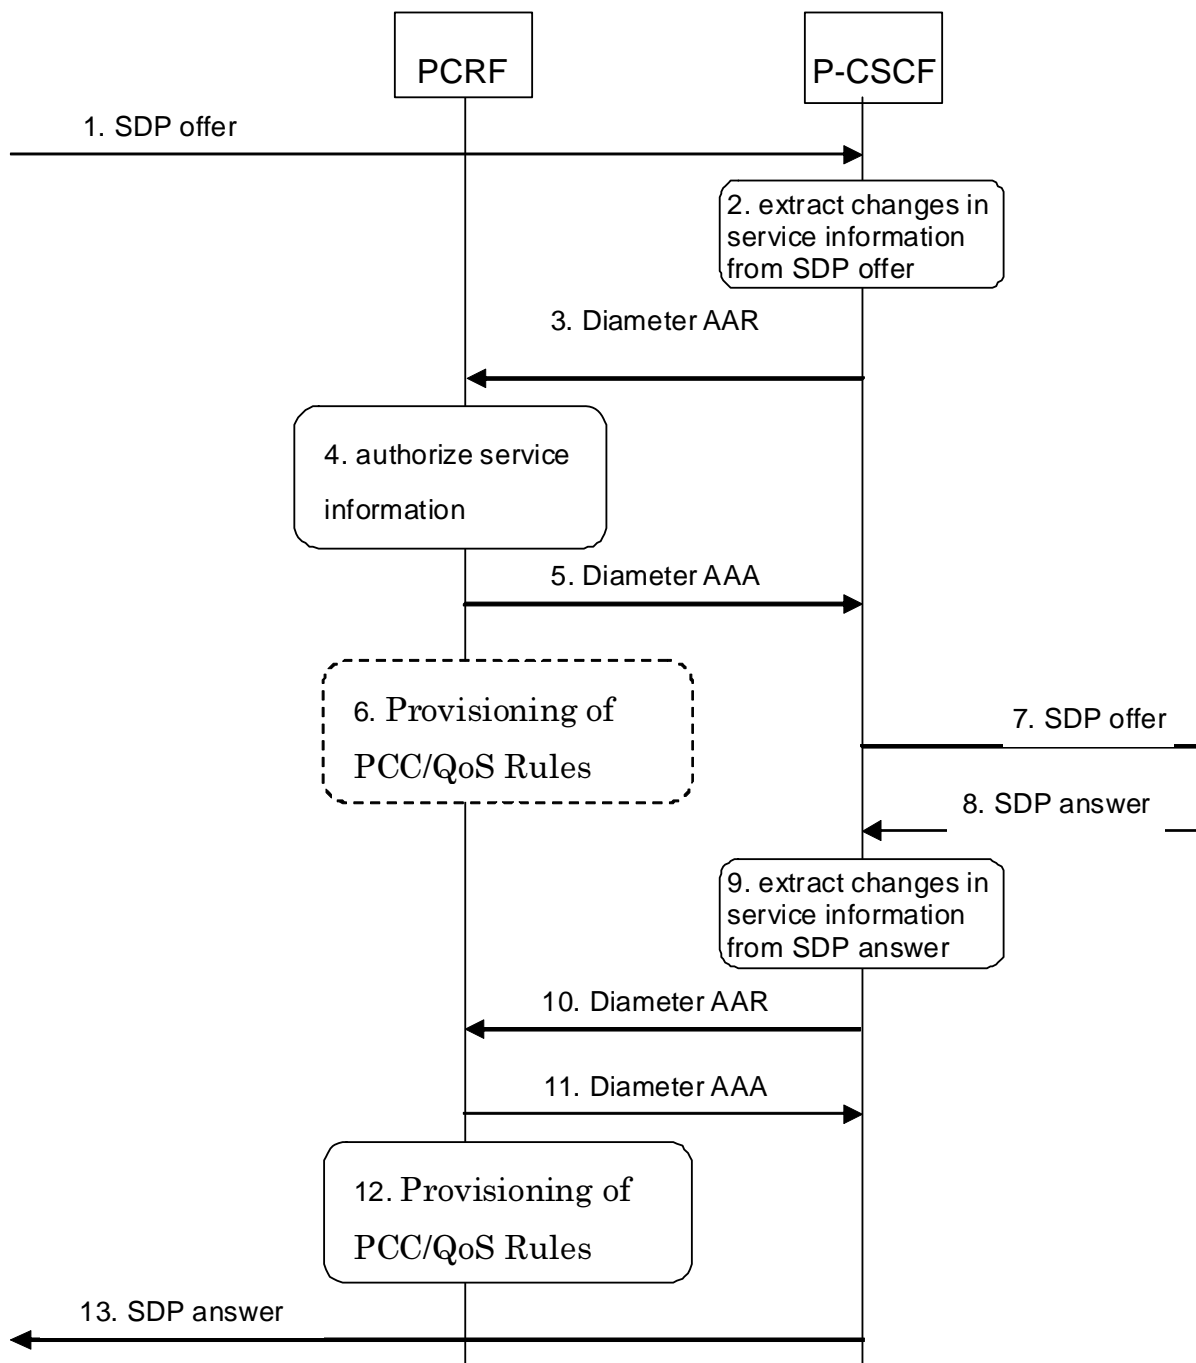 PCRF
P-CSCF
1. SDP offer
2. extract changes in
service information
from SDP offer
3. Diameter AAR
4. authorize service
information
5. Diameter AAA
6. Provisioning of
PCC/QoS Rules
7. SDP offer
8. SDP answer
9. extract changes in
service information
from SDP answer
10. Diameter AAR
11. Diameter AAA
12. Provisioning of
PCC/QoS Rules
13. SDP answer